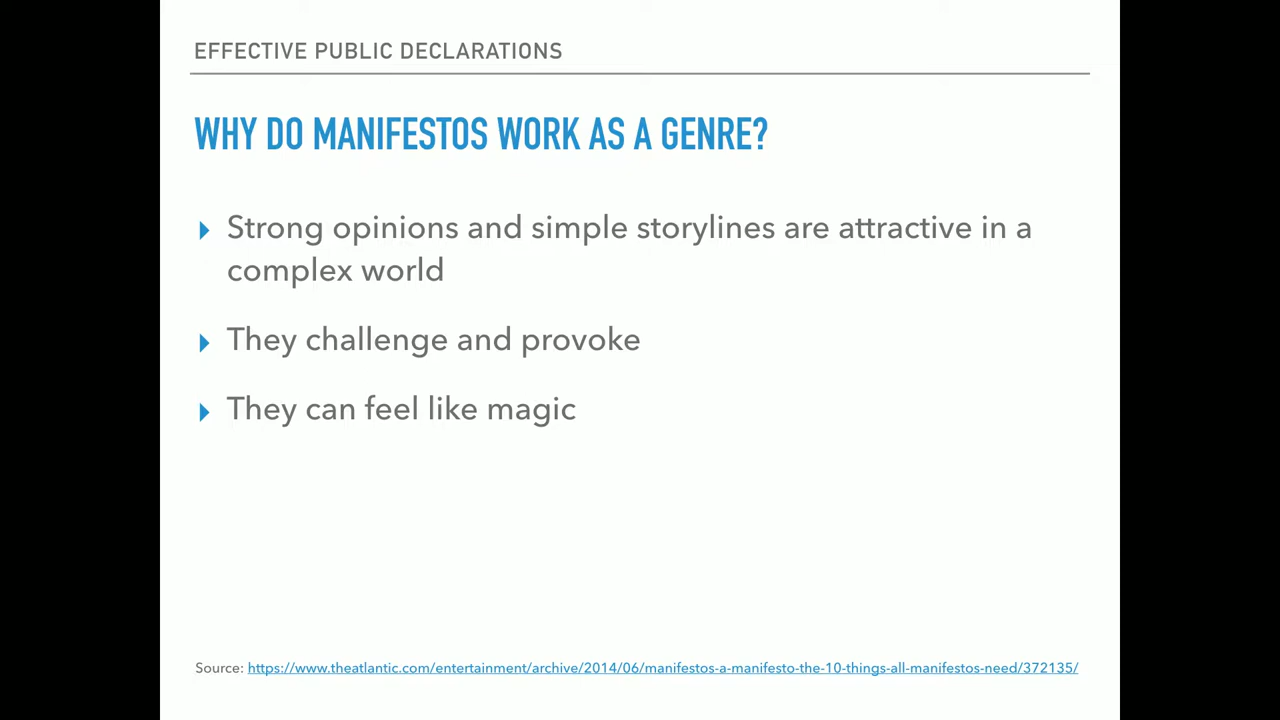 EFFECTIVE PUBLIC DECLARATIONS
WHY DO MANIFESTOS WORK AS A GENRE?
Strong opinions and simple storylines are attractive in a
complex world
They challenge and provoke
They can feel like magic
Source: https://www.theatlantic.com/entertainment/archive/2014/06/manifestos-a-manifesto-the-10-things-all-manifestos-need/372135/